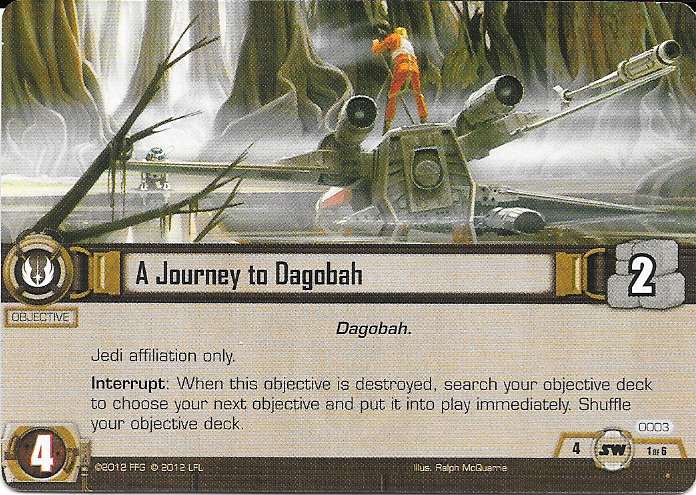 A Journey to Dagobah
2
OBJECTIVE
Dagobah.
Jedi affiliation only.
Interrupt: When this objective is destroyed, search your objective deck
to choose your next objective and put it into play immediately. Shuffle
your objective deck.
0003
4
4 SW 1 OF 6
©2012 FFG © 2012 LFL
Illus. Ralph McQuarrie